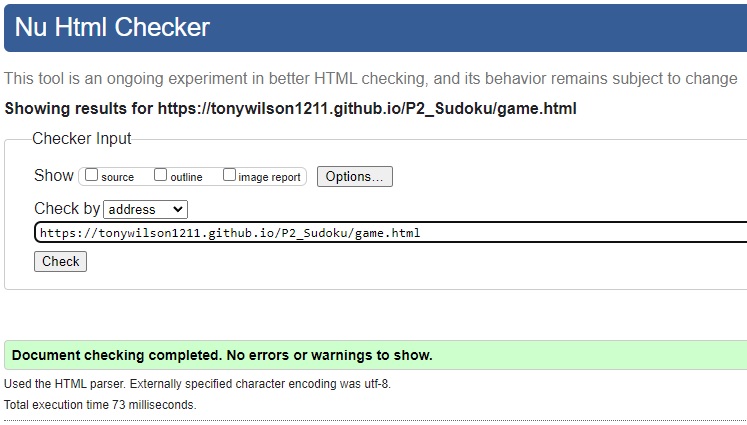 Nu Html Checker
This tool is an ongoing experiment in better HTML checking, and its behavior remains subject to change
Showing results for https://tonywilson1211.github.io/P2_Sudoku/game.html
Checker Input
Show source outline image report Options...
Check by address
https://tonywilson1211.github.io/P2_Sudoku/game.html
Check
Document checking completed. No errors or warnings to show.
Used the HTML parser. Externally specified character encoding was utf-8.
Total execution time 73 milliseconds.